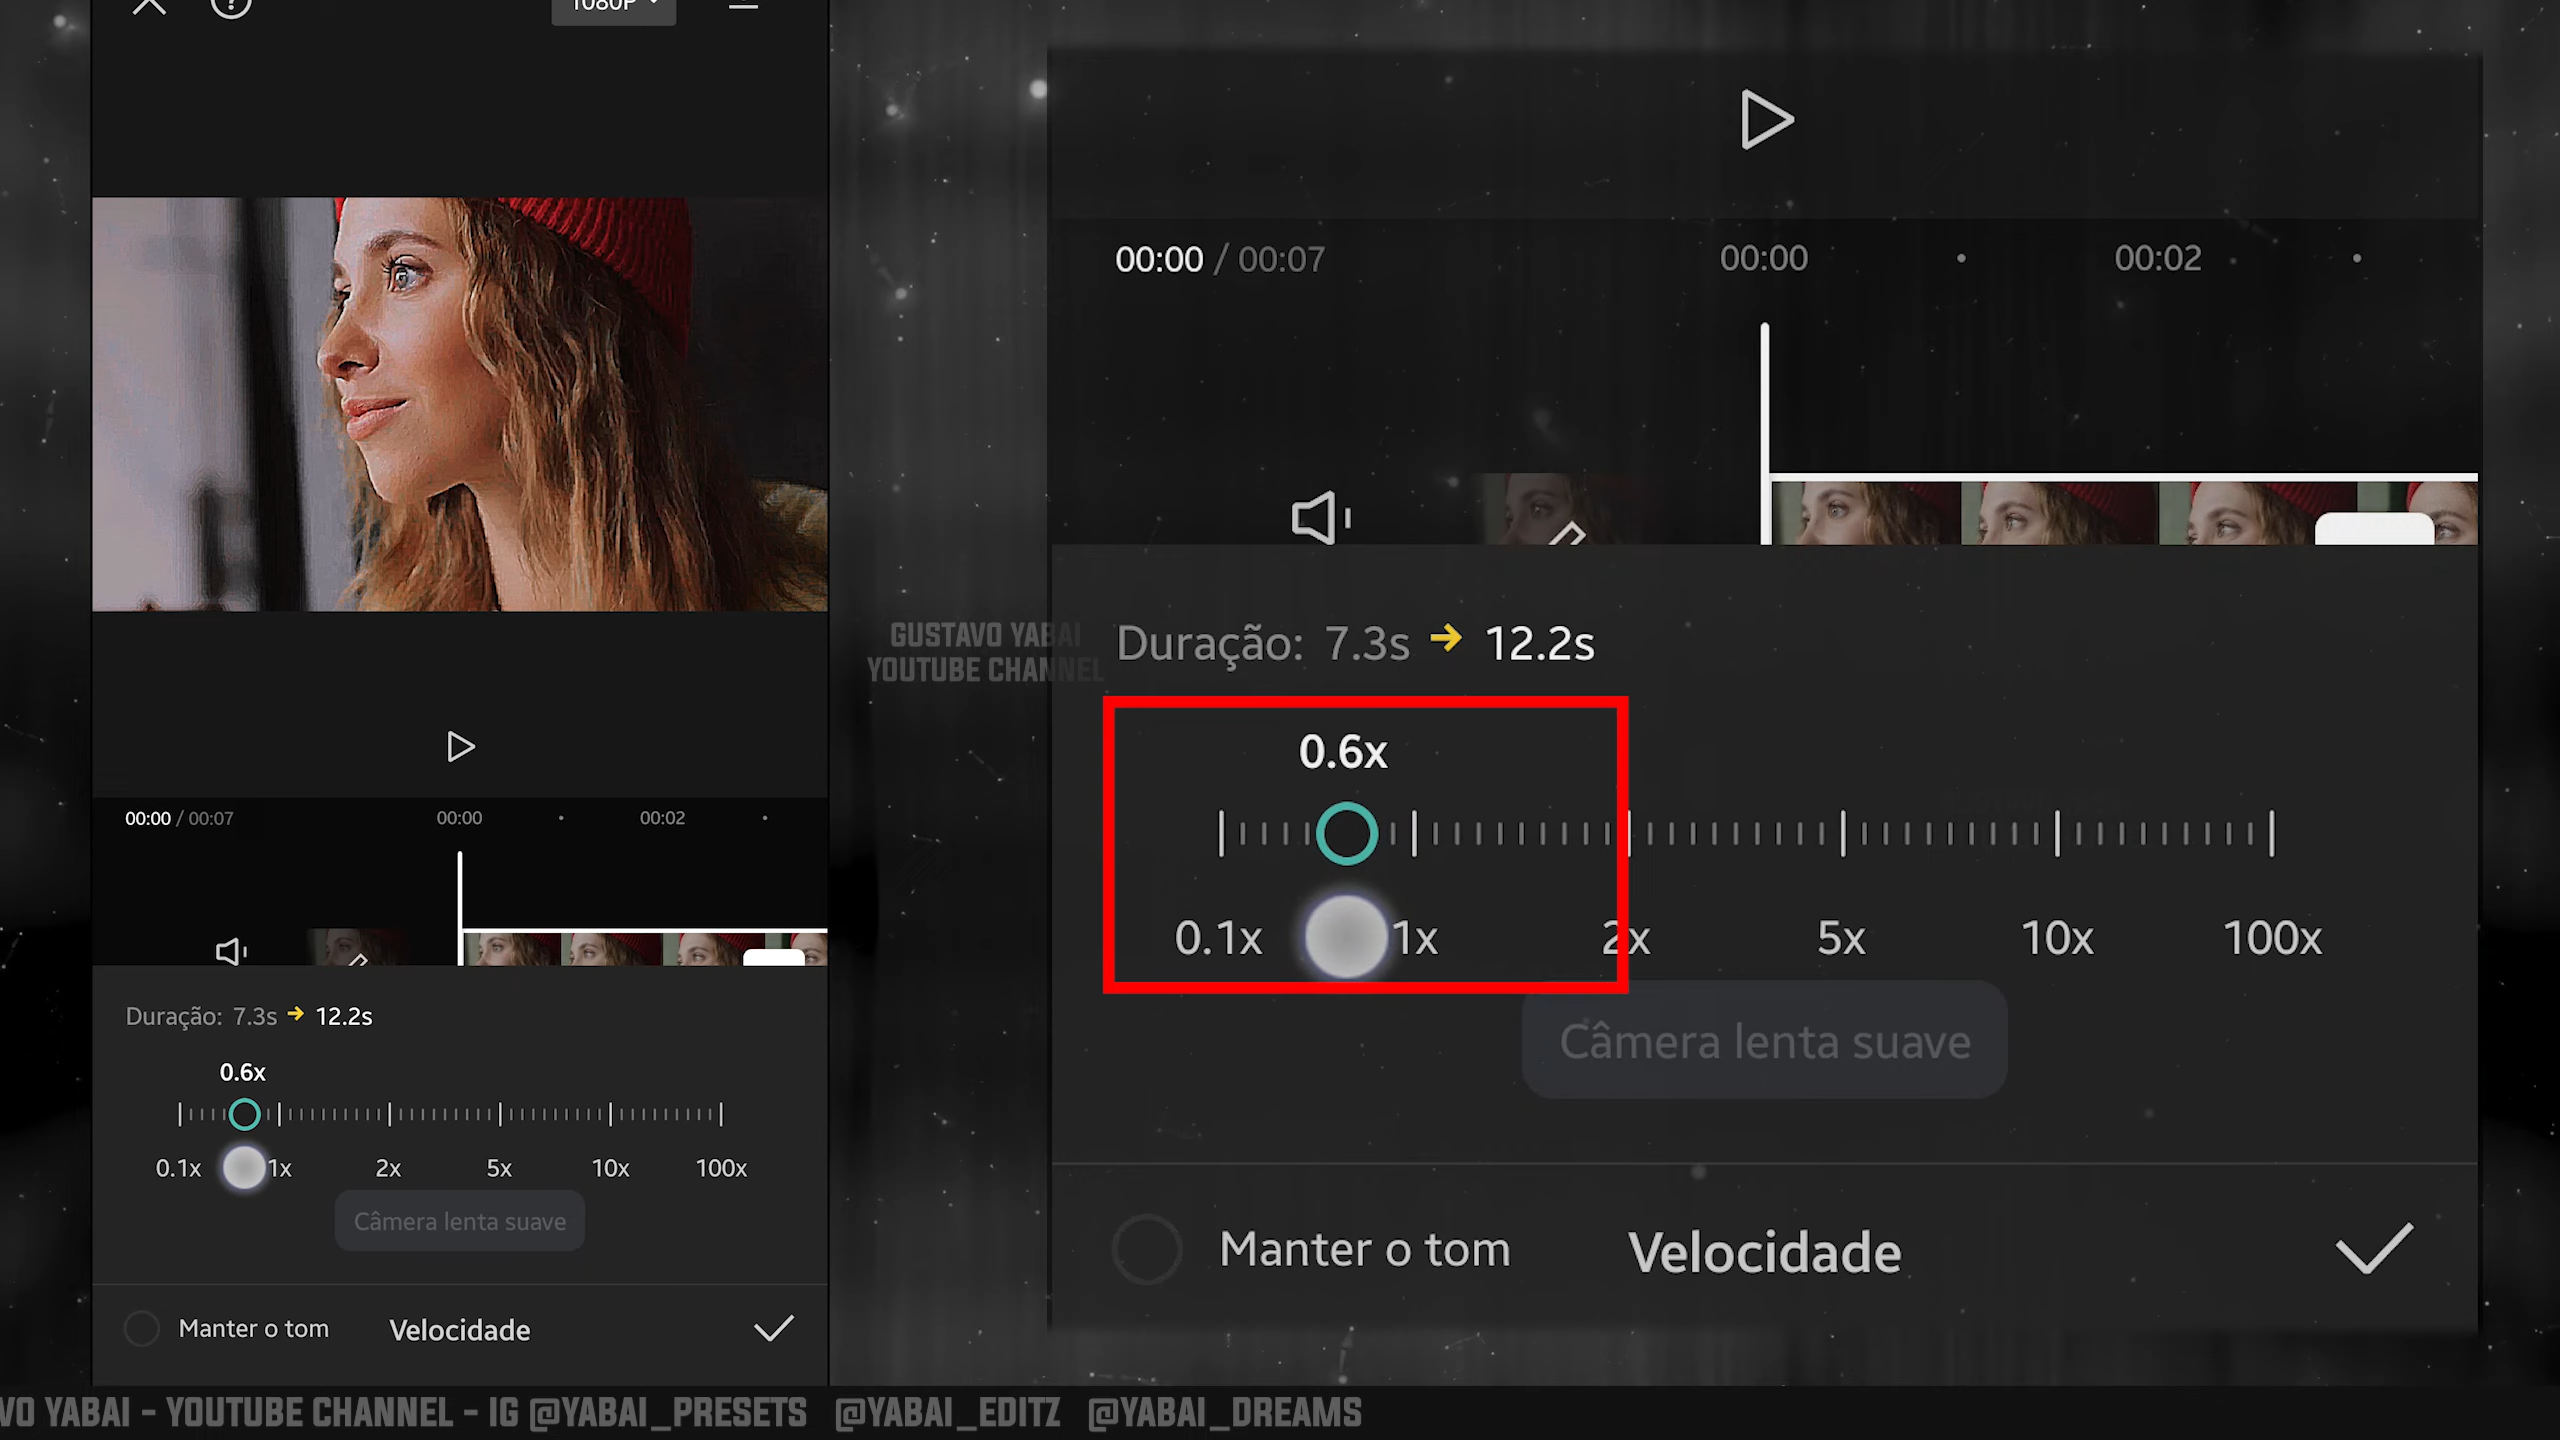 1080P
00:00 / 00:07
00:00
00:02
Duração: 7.3s → 12.2s
0.6x
0.1x 1x 2x 5x 10x 100x
Câmera lenta suave
Manter o tom
Velocidade
00:00 / 00:07
00:00
00:02
GUSTAVO YABAI
YOUTUBE CHANNEL
Duração: 7.3s → 12.2s
0.6x
0.1x 1x 2x 5x 10x 100x
Câmera lenta suave
Manter o tom
Velocidade
VO YABAI - YOUTUBE CHANNEL - IG @YABAI_PRESETS @YABAI_EDITZ @YABAI_DREAMS